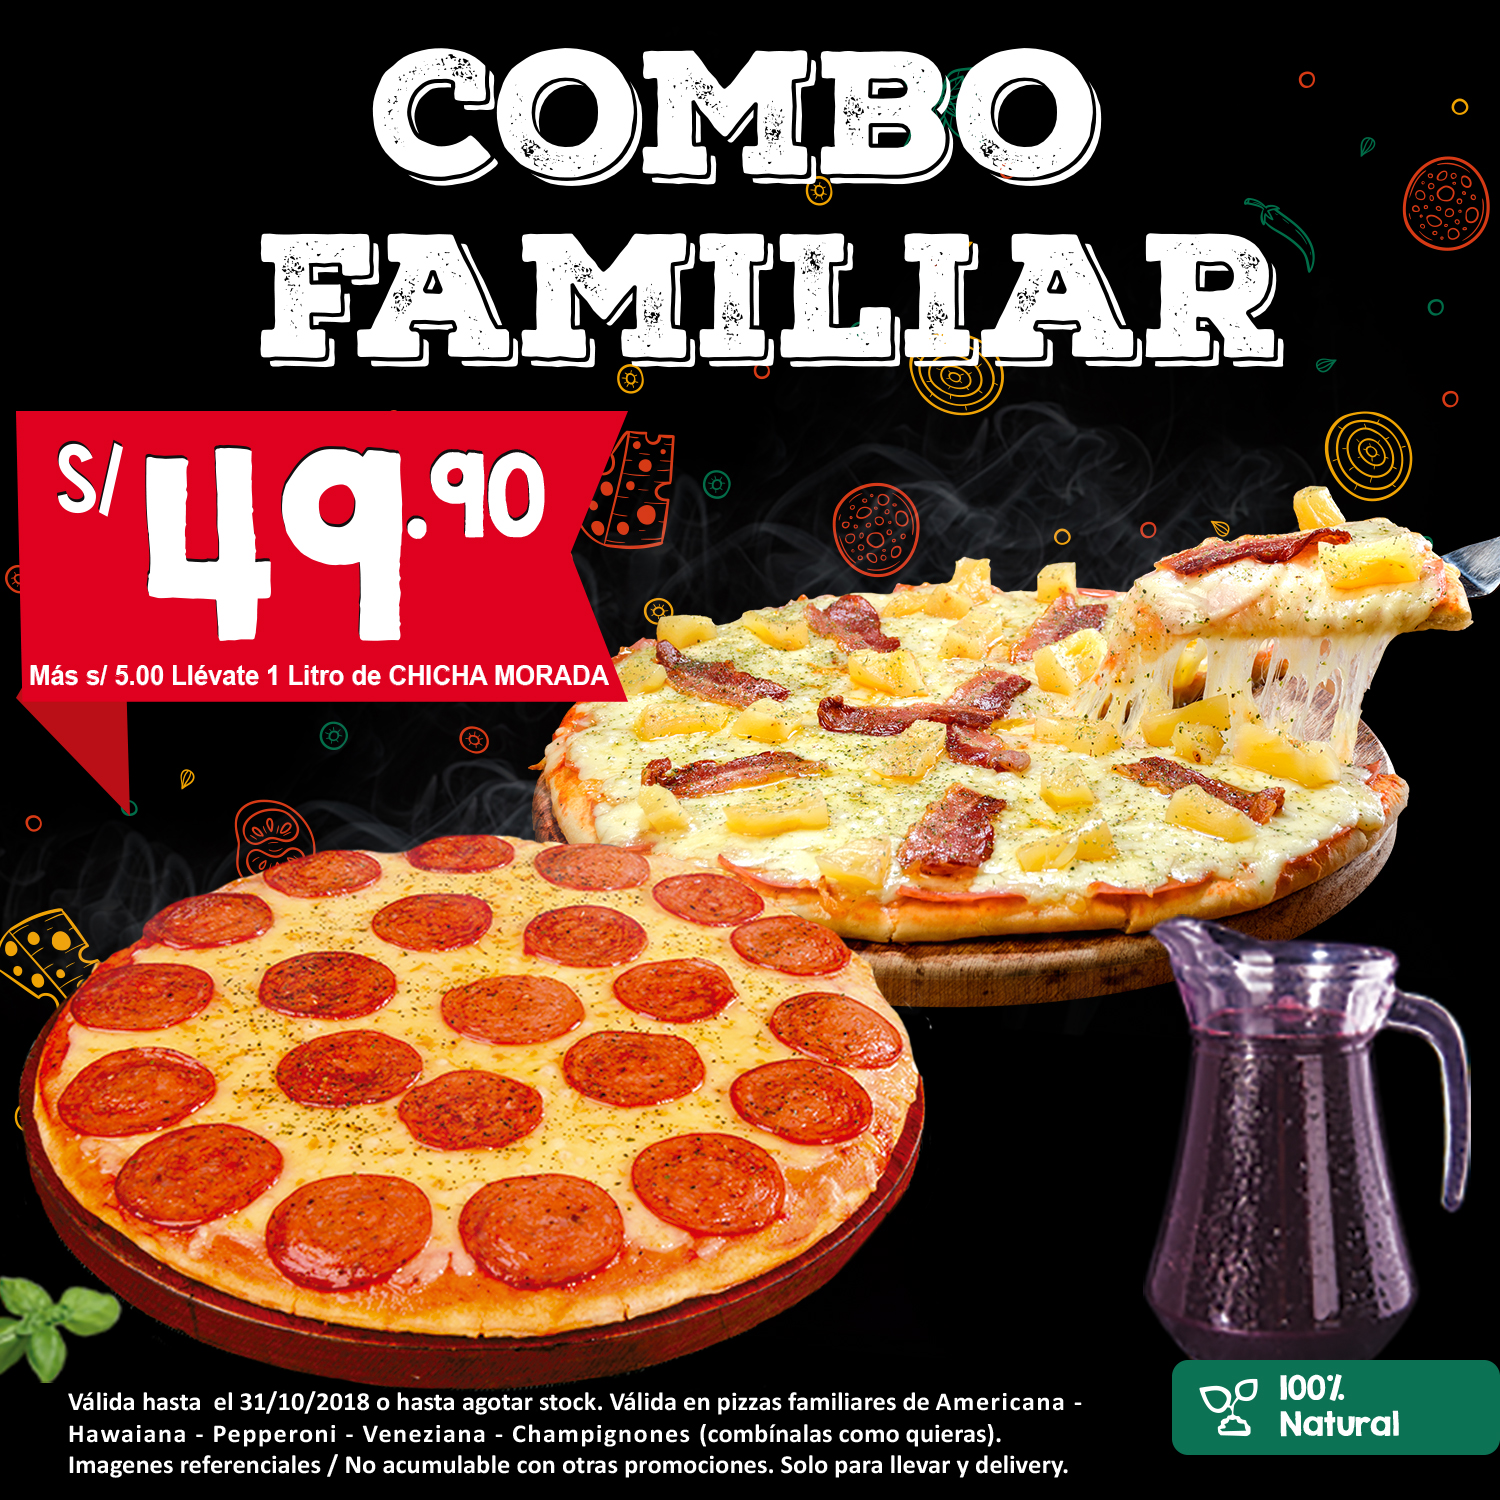 COMBO
FAMILIAR
S/ 49.90
Más s/ 5.00 Llévate 1 Litro de CHICHA MORADA
Válida hasta el 31/10/2018 o hasta agotar stock. Válida en pizzas familiares de Americana -
Hawaiana - Pepperoni - Veneziana - Champignones (combínalas como quieras).
Imagenes referenciales / No acumulable con otras promociones. Solo para llevar y delivery.
100%
Natural